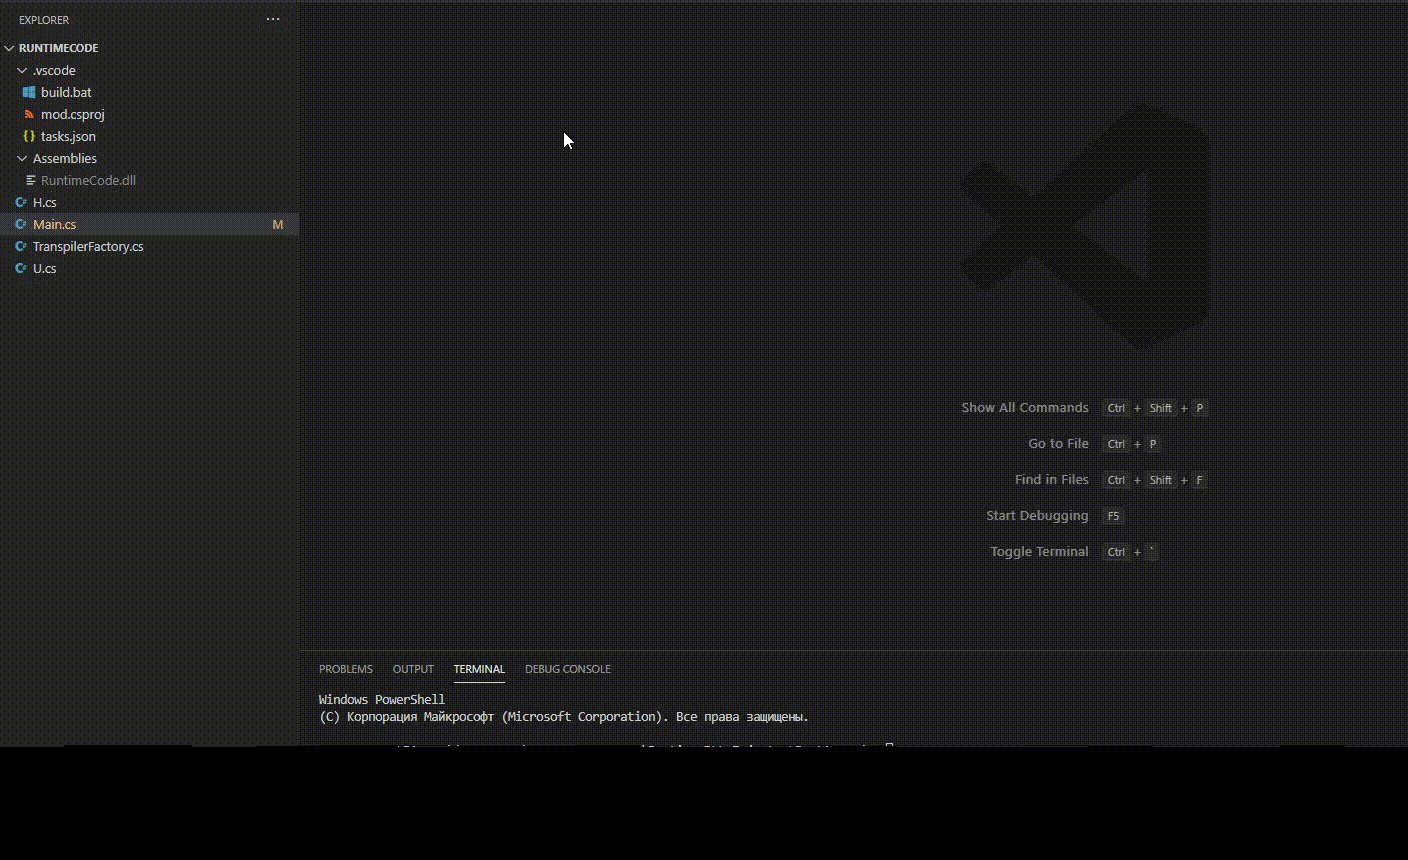 EXPLORER ...
RUNTIMECODE
.vscode
build.bat
mod.csproj
{} tasks.json
Assemblies
RuntimeCode.dll
C# H.cs
C# Main.cs M
C# TranspilerFactory.cs
C# U.cs
Show All Commands Ctrl + Shift + P
Go to File Ctrl + P
Find in Files Ctrl + Shift + F
Start Debugging F5
Toggle Terminal Ctrl + `
PROBLEMS OUTPUT TERMINAL DEBUG CONSOLE
Windows PowerShell
(C) Корпорация Майкрософт (Microsoft Corporation). Все права защищены.